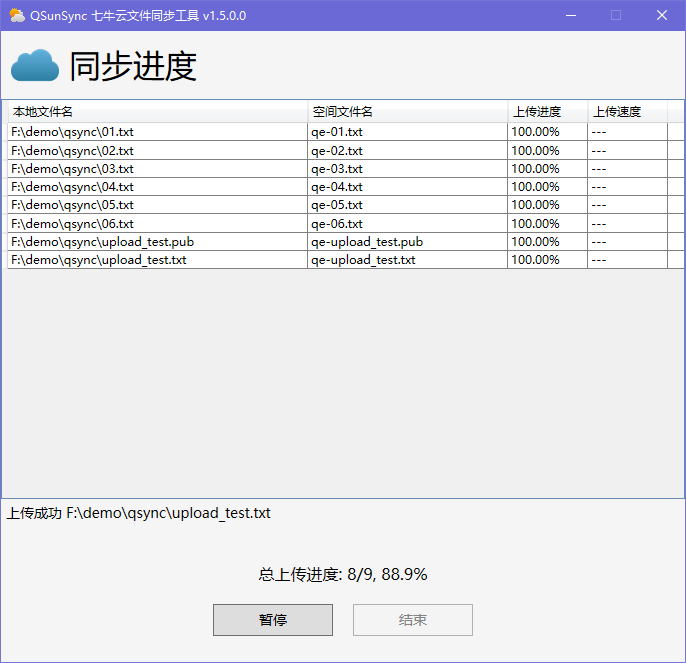 QSunSync 七牛云文件同步工具 v1.5.0.0
同步进度
本地文件名 空间文件名 上传进度 上传速度
F:\demo\qsync\01.txt qe-01.txt 100.00% ---
F:\demo\qsync\02.txt qe-02.txt 100.00% ---
F:\demo\qsync\03.txt qe-03.txt 100.00% ---
F:\demo\qsync\04.txt qe-04.txt 100.00% ---
F:\demo\qsync\05.txt qe-05.txt 100.00% ---
F:\demo\qsync\06.txt qe-06.txt 100.00% ---
F:\demo\qsync\upload_test.pub qe-upload_test.pub 100.00% ---
F:\demo\qsync\upload_test.txt qe-upload_test.txt 100.00% ---
上传成功 F:\demo\qsync\upload_test.txt
总上传进度: 8/9, 88.9%
暂停 结束